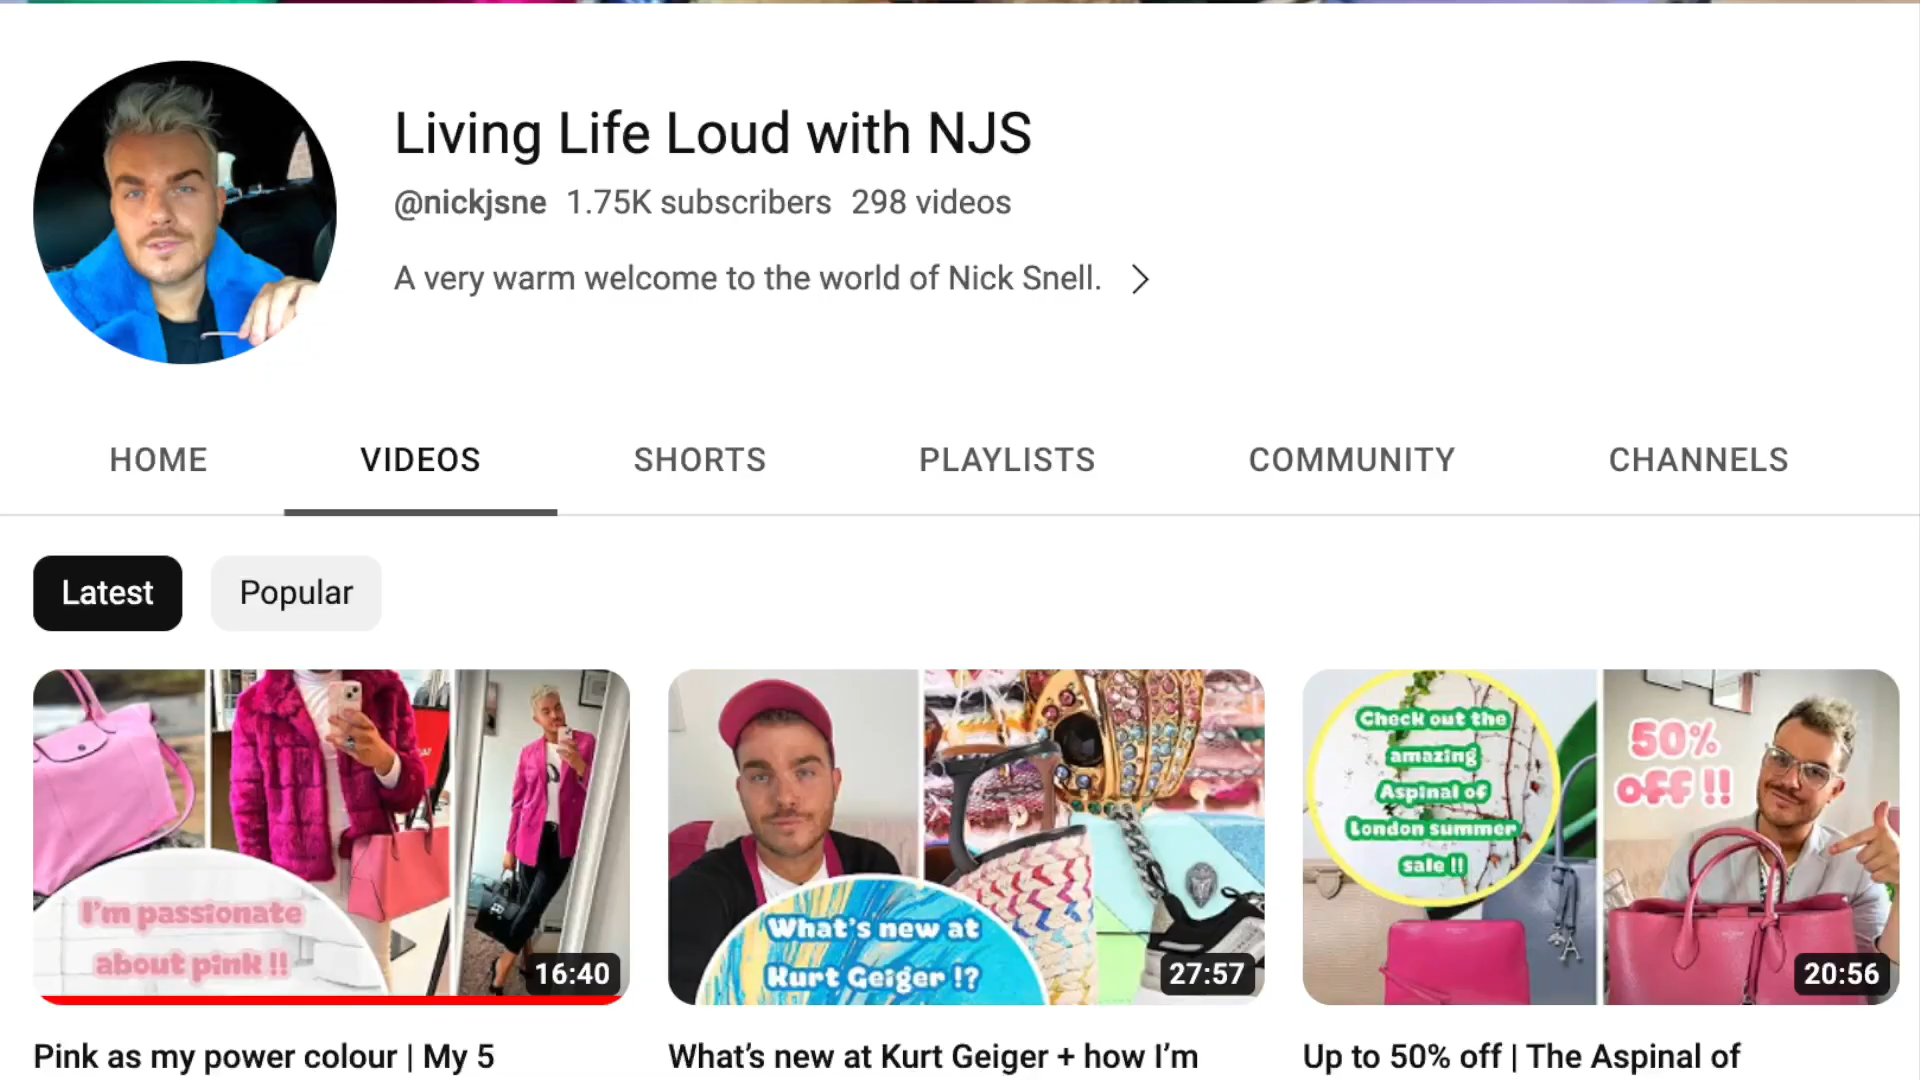 Living Life Loud with NJS
@nickjsne 1.75K subscribers 298 videos
A very warm welcome to the world of Nick Snell.
HOME VIDEOS SHORTS PLAYLISTS COMMUNITY CHANNELS
Latest Popular
I'm passionate
about pink !!
16:40
What's new at
Kurt Geiger !?
27:57
Check out the
amazing
Aspinal of
London summer
sale !!
50%
OFF !!
20:56
Pink as my power colour | My 5
What's new at Kurt Geiger + how I'm
Up to 50% off | The Aspinal of